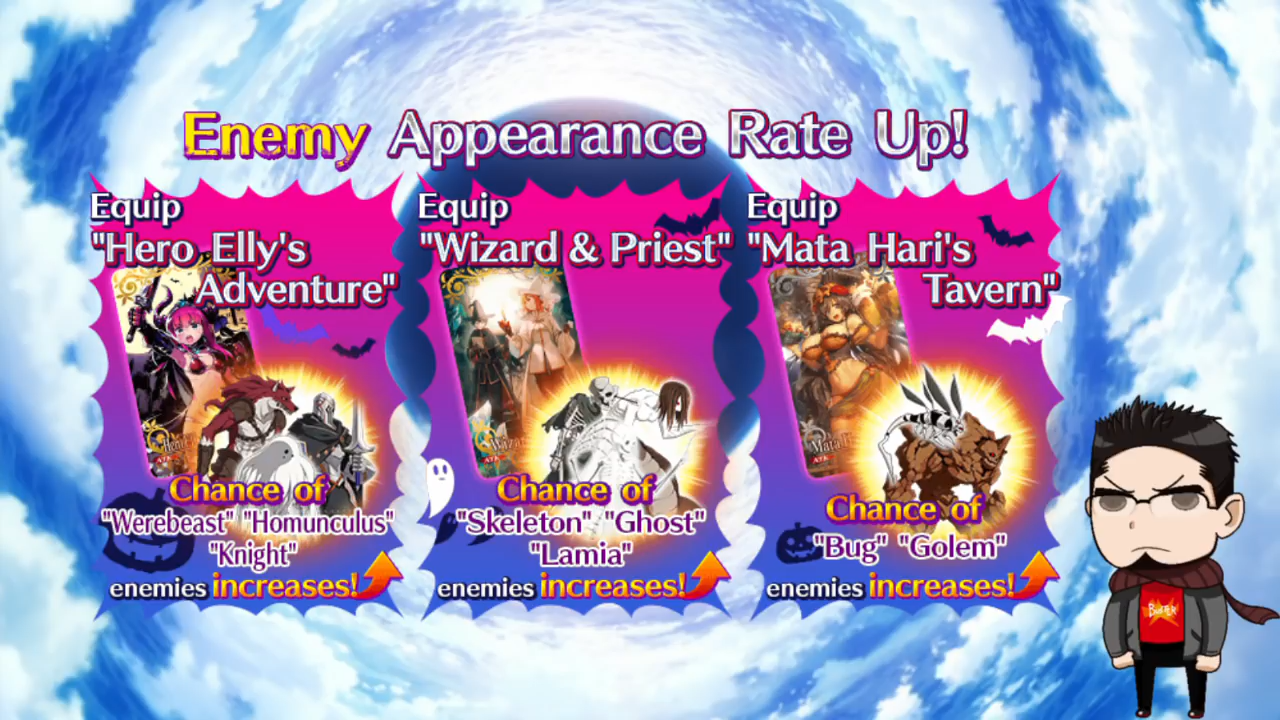 Enemy Appearance Rate Up!
Equip
"Hero Elly's
Adventure"
Chance of
"Werebeast" "Homunculus"
"Knight"
enemies increases!
Equip
"Wizard & Priest"
Chance of
"Skeleton" "Ghost"
"Lamia"
enemies increases!
Equip
"Mata Hari's
Tavern"
Chance of
"Bug" "Golem"
enemies increases!
BUSTER